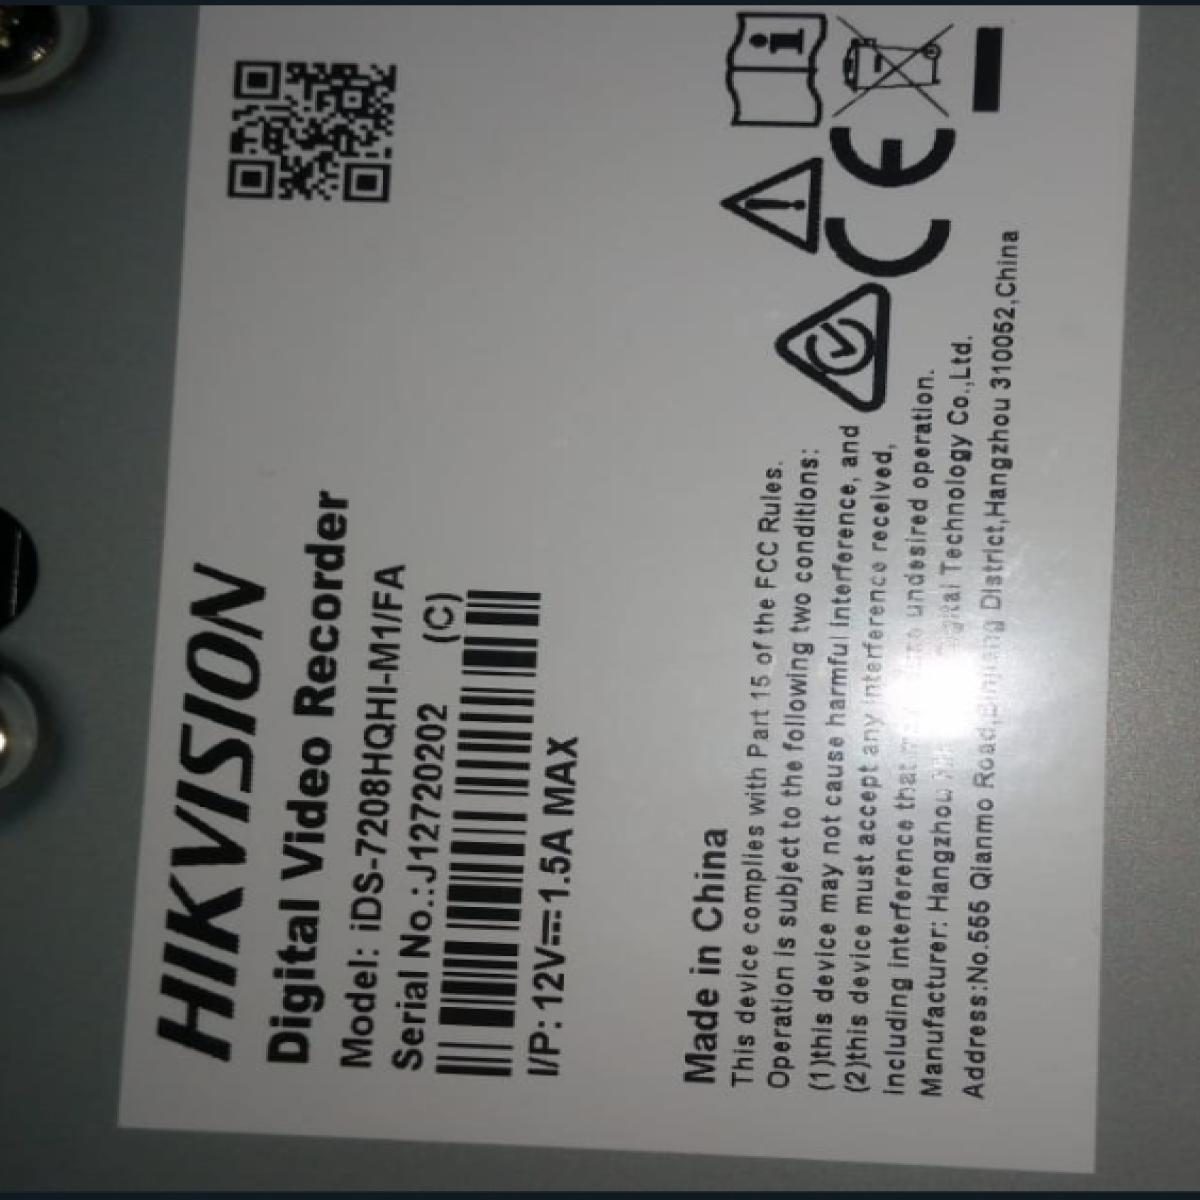 HIKVISION
Digital Video Recorder
Model: iDS-7208HQHI-M1/FA
Serial No.:J12720202 (C)
I/P: 12V⎓1.5A MAX
Made in China
This device complies with Part 15 of the FCC Rules.
Operation is subject to the following two conditions:
(1)this device may not cause harmful interference, and
(2)this device must accept any interference received,
including interference that undesired operation.
Manufacturer: Hangzhou Technology Co.,Ltd.
Address:No.555 Qianmo Road,Binjiang District,Hangzhou 310052,China
CE